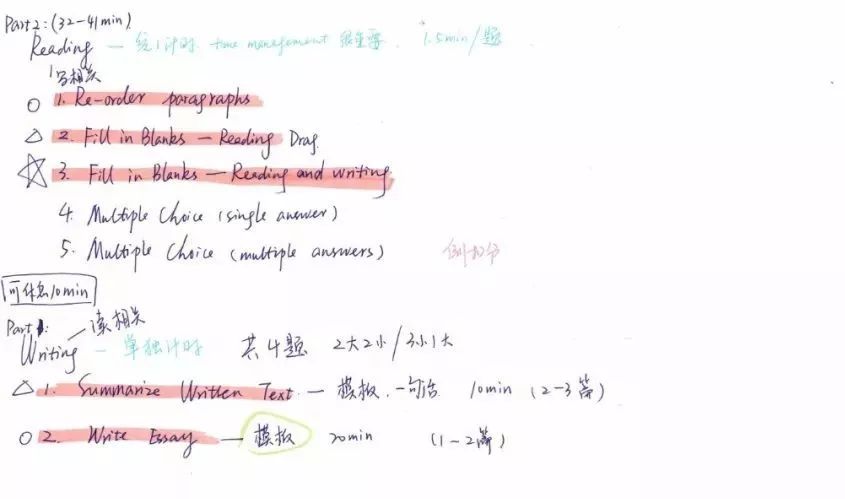 Part 2: (32-41min)
Reading — 统一计时. time management 很重要. 1.5min/题
写相关
○ 1. Re-order paragraphs
△ 2. Fill in Blanks — Reading Drag
☆ 3. Fill in Blanks — Reading and writing
4. Multiple Choice (single answer)
5. Multiple Choice (multiple answers) 倒扣分
可休息10min
Part 1: 读相关
Writing — 单独计时 共4题 2大2小/3小1大
△ 1. Summarize Written Text — 模板. 一句话 10min (2-3篇)
○ 2. Write Essay — 模板 20min (1-2篇)